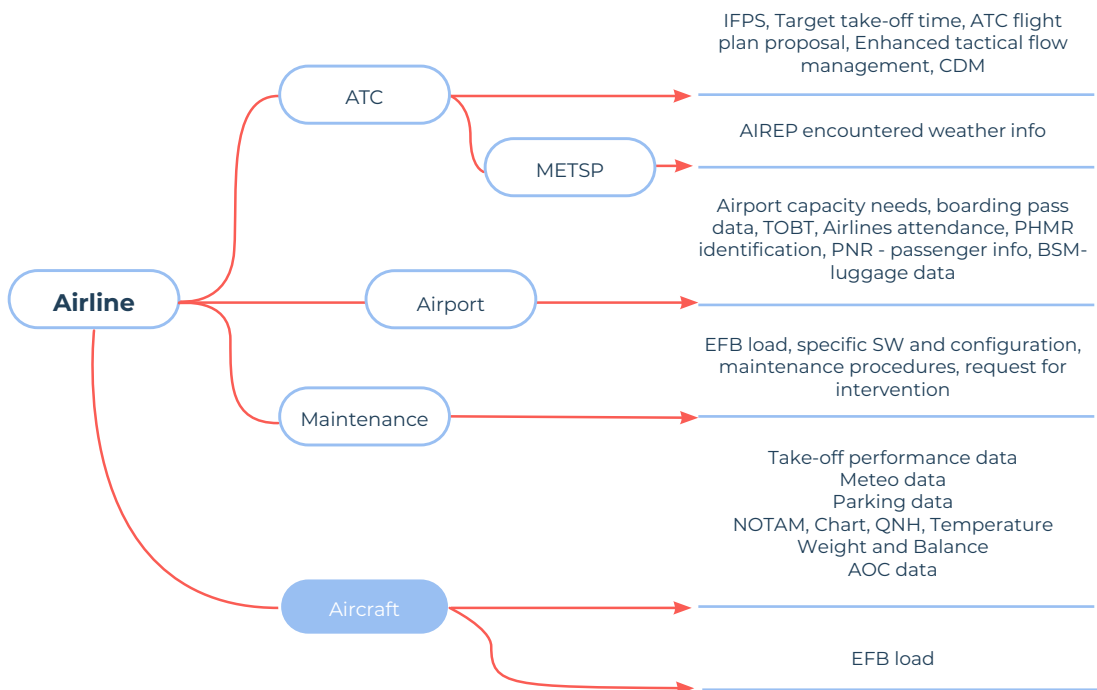 IFPS, Target take-off time, ATC flight
plan proposal, Enhanced tactical flow
management, CDM
ATC
AIREP encountered weather info
METSP
Airport capacity needs, boarding pass
data, TOBT, Airlines attendance, PHMR
identification, PNR - passenger info, BSM-
luggage data
Airline
Airport
EFB load, specific SW and configuration,
maintenance procedures, request for
intervention
Maintenance
Take-off performance data
Meteo data
Parking data
NOTAM, Chart, QNH, Temperature
Weight and Balance
AOC data
Aircraft
EFB load